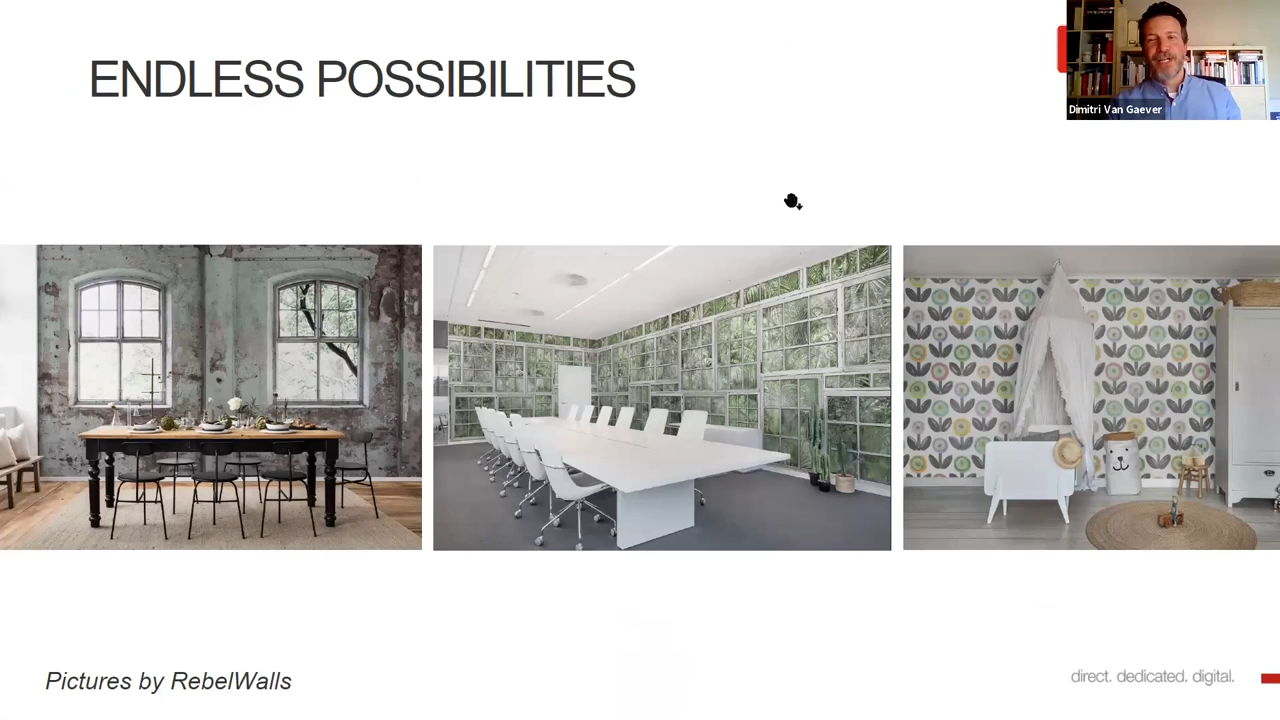 ENDLESS POSSIBILITIES
Dimitri Van Gaever
Pictures by RebelWalls
direct. dedicated. digital.